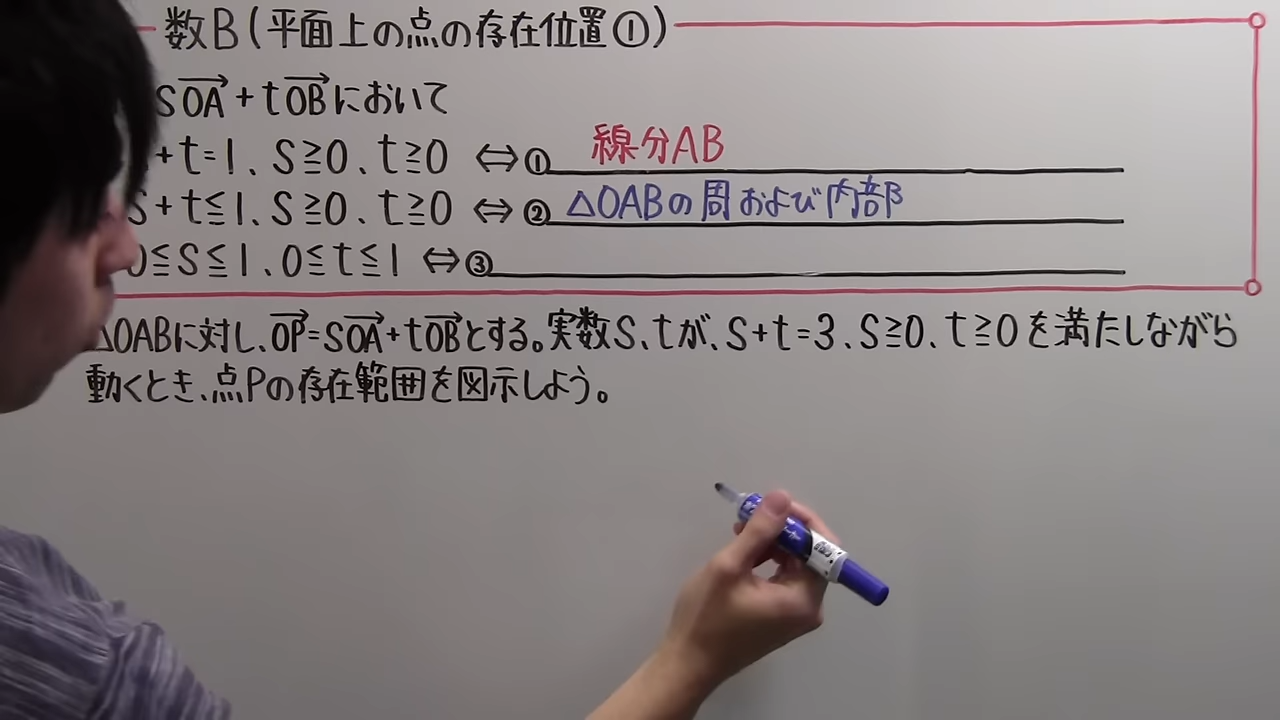 数B(平面上の点の存在位置①)
sOA+tOBにおいて
+t=1、s≧0、t≧0 ⇔① 線分AB
s+t≦1、s≧0、t≧0 ⇔② △OABの周および内部
0≦s≦1、0≦t≦1 ⇔③
△OABに対し、OP=sOA+tOBとする。実数s、tが、s+t=3、s≧0、t≧0を満たしながら
動くとき、点Pの存在範囲を図示しよう。